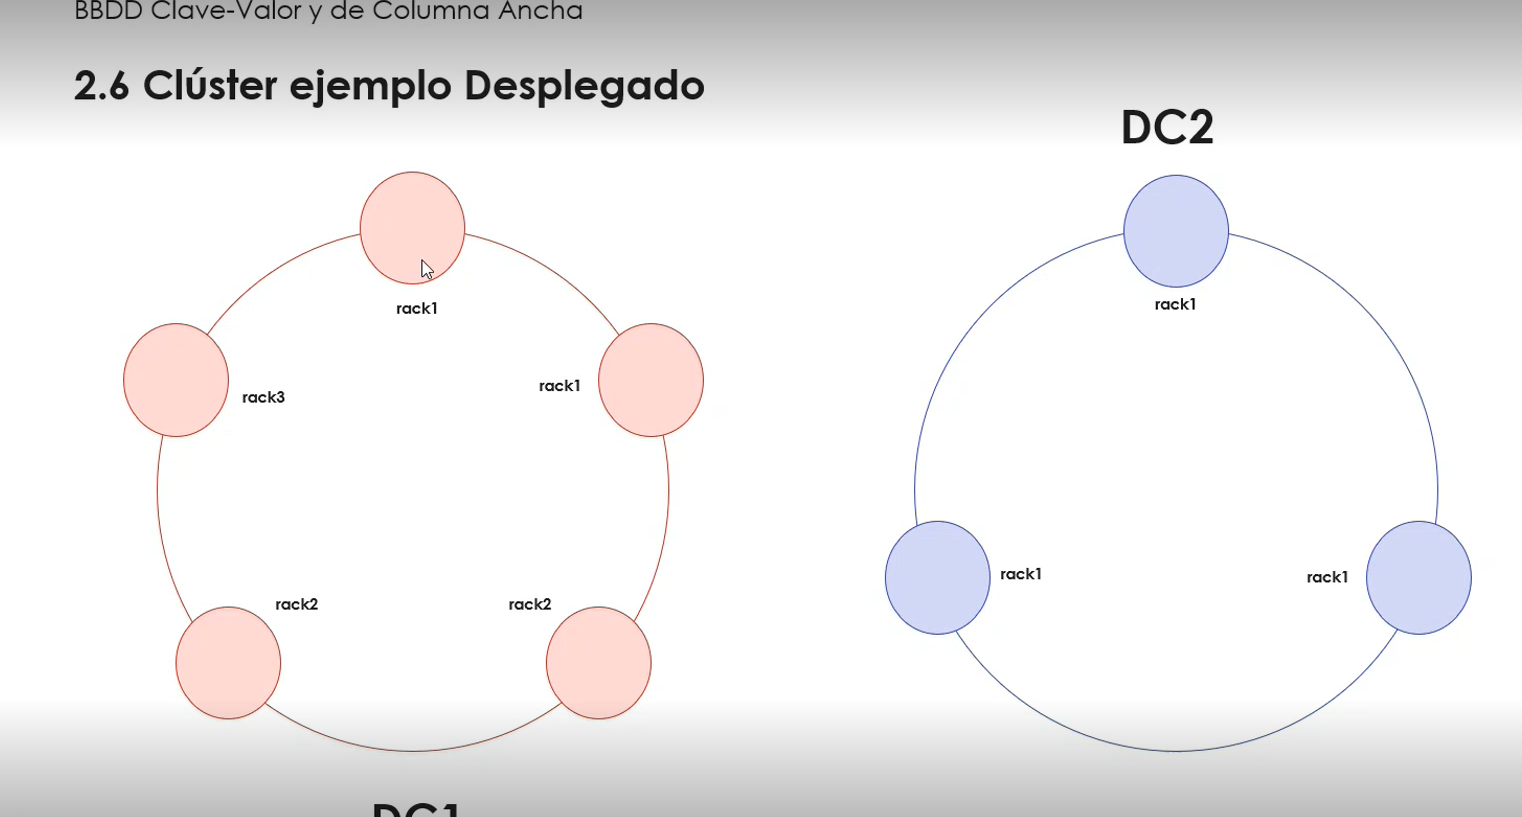 BBDD Clave-Valor y de Columna Ancha
2.6 Clúster ejemplo Desplegado
DC2
rack1
rack1
rack3
rack1
rack2
rack2
rack1
rack1
rack1
DC1